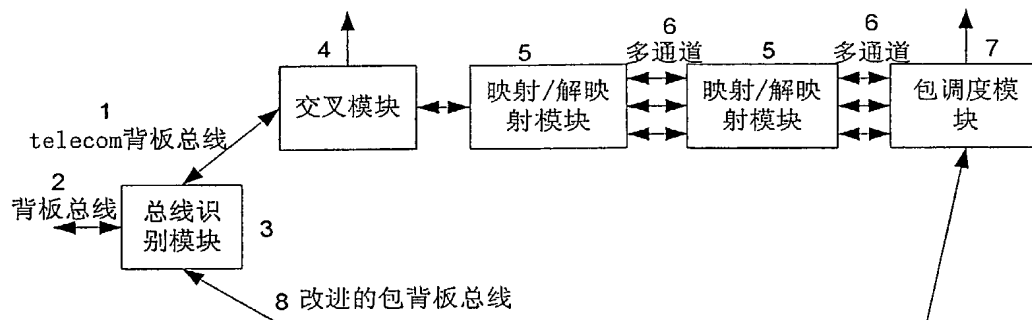 4
交叉模块
5
映射/解映
射模块
6
多通道
5
映射/解映
射模块
6
多通道
7
包调度模
块
1
telecom背板总线
2
背板总线
总线识
别模块
3
8 改进的包背板总线